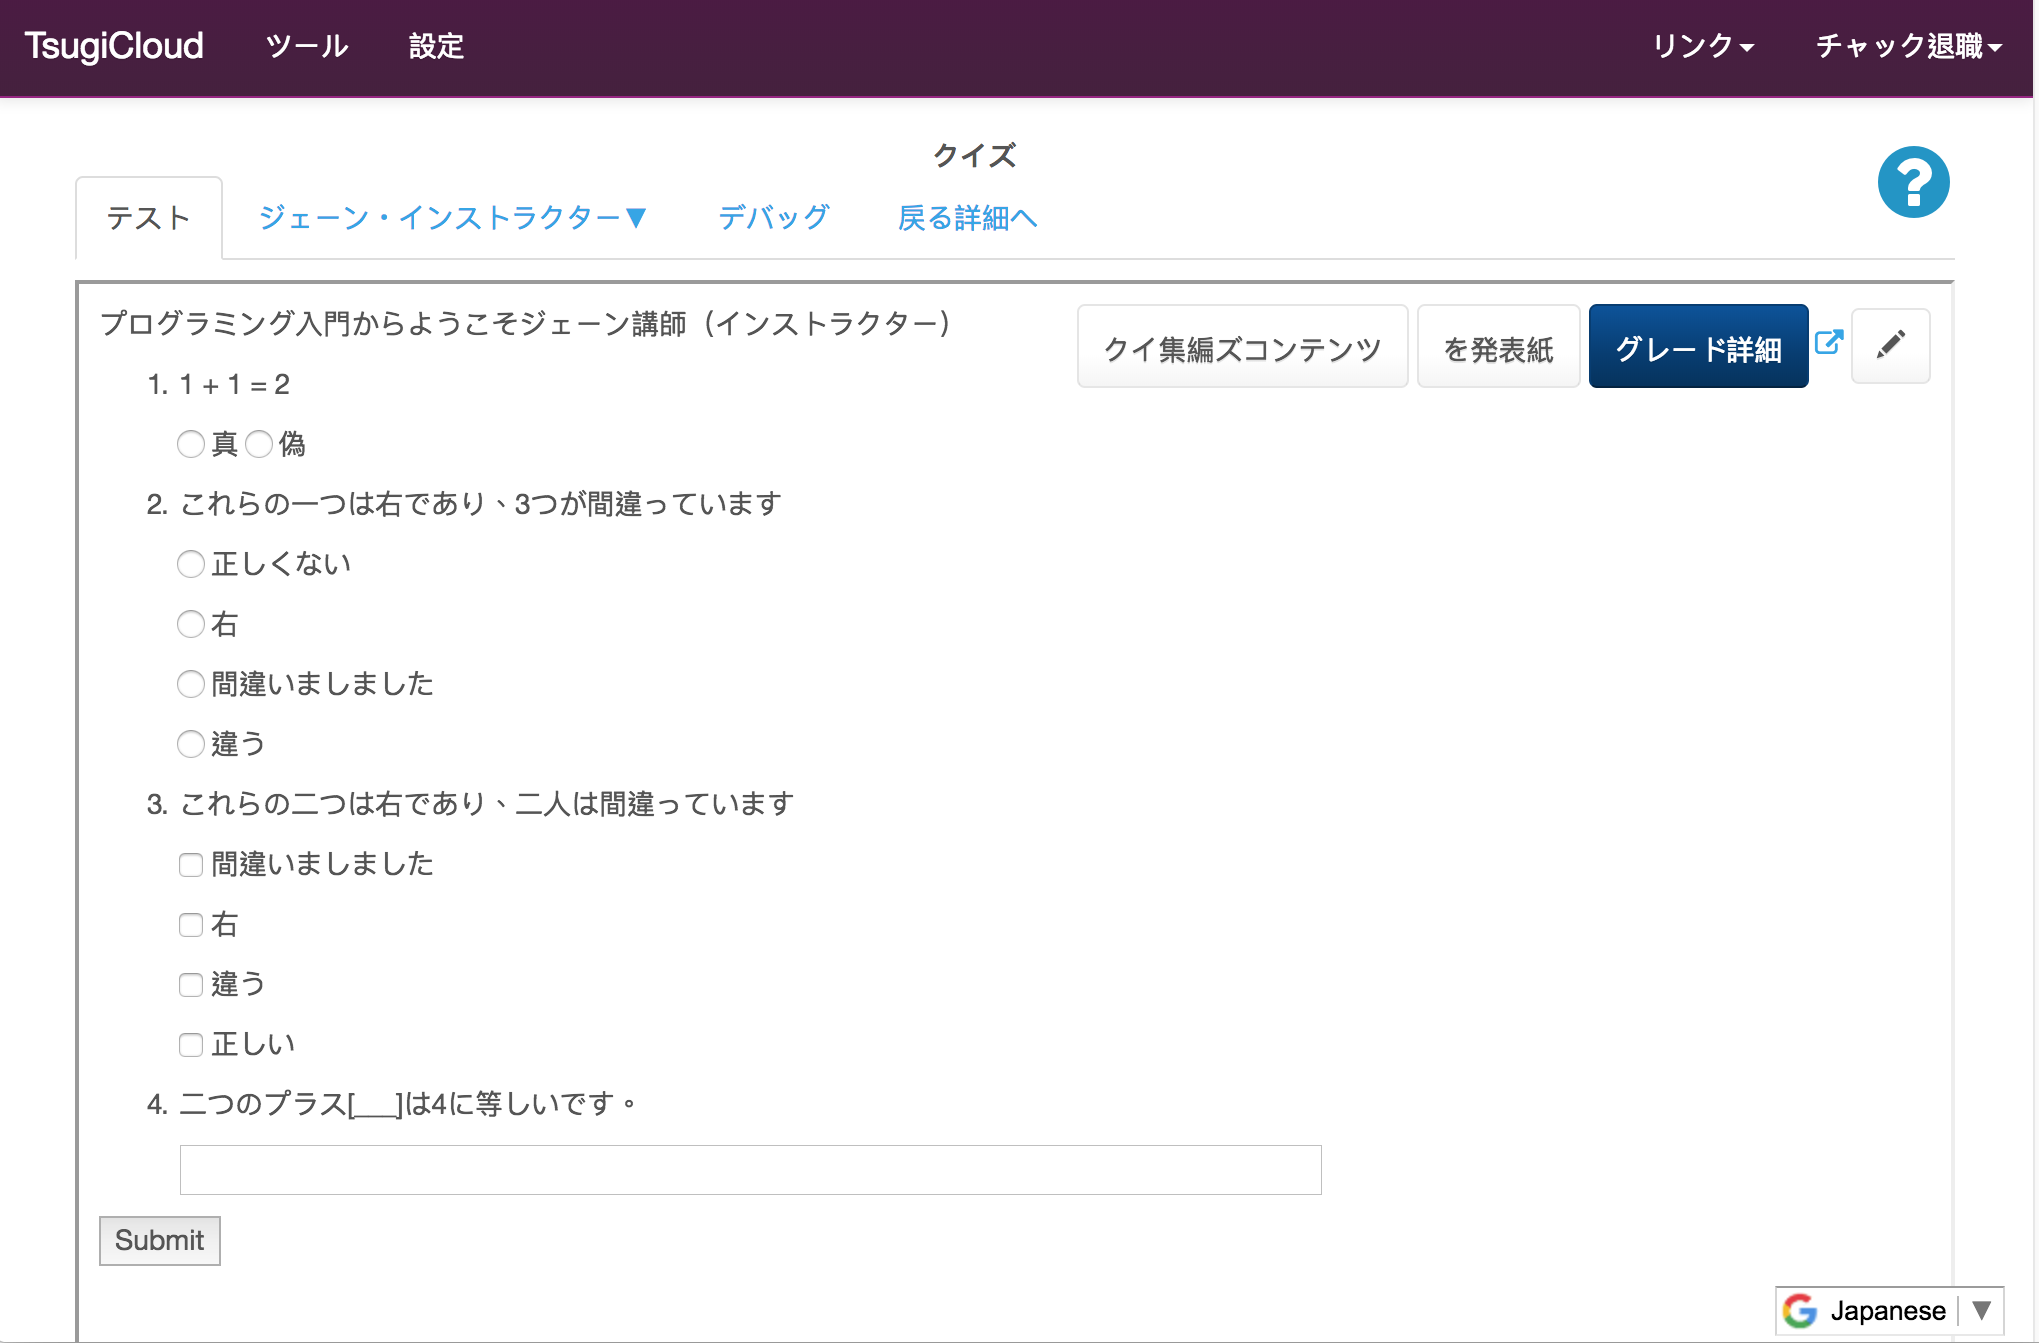 TsugiCloud ツール 設定 リンク チャック退職
クイズ
テスト ジェーン・インストラクター▼ デバッグ 戻る詳細へ
プログラミング入門からようこそジェーン講師（インストラクター）
クイ集編ズコンテンツ を発表紙 グレード詳細
1. 1 + 1 = 2
真 偽
2. これらの一つは右であり、3つが間違っています
正しくない
右
間違いましました
違う
3. これらの二つは右であり、二人は間違っています
間違いましました
右
違う
正しい
4. 二つのプラス[___]は4に等しいです。
Submit
Japanese ▼